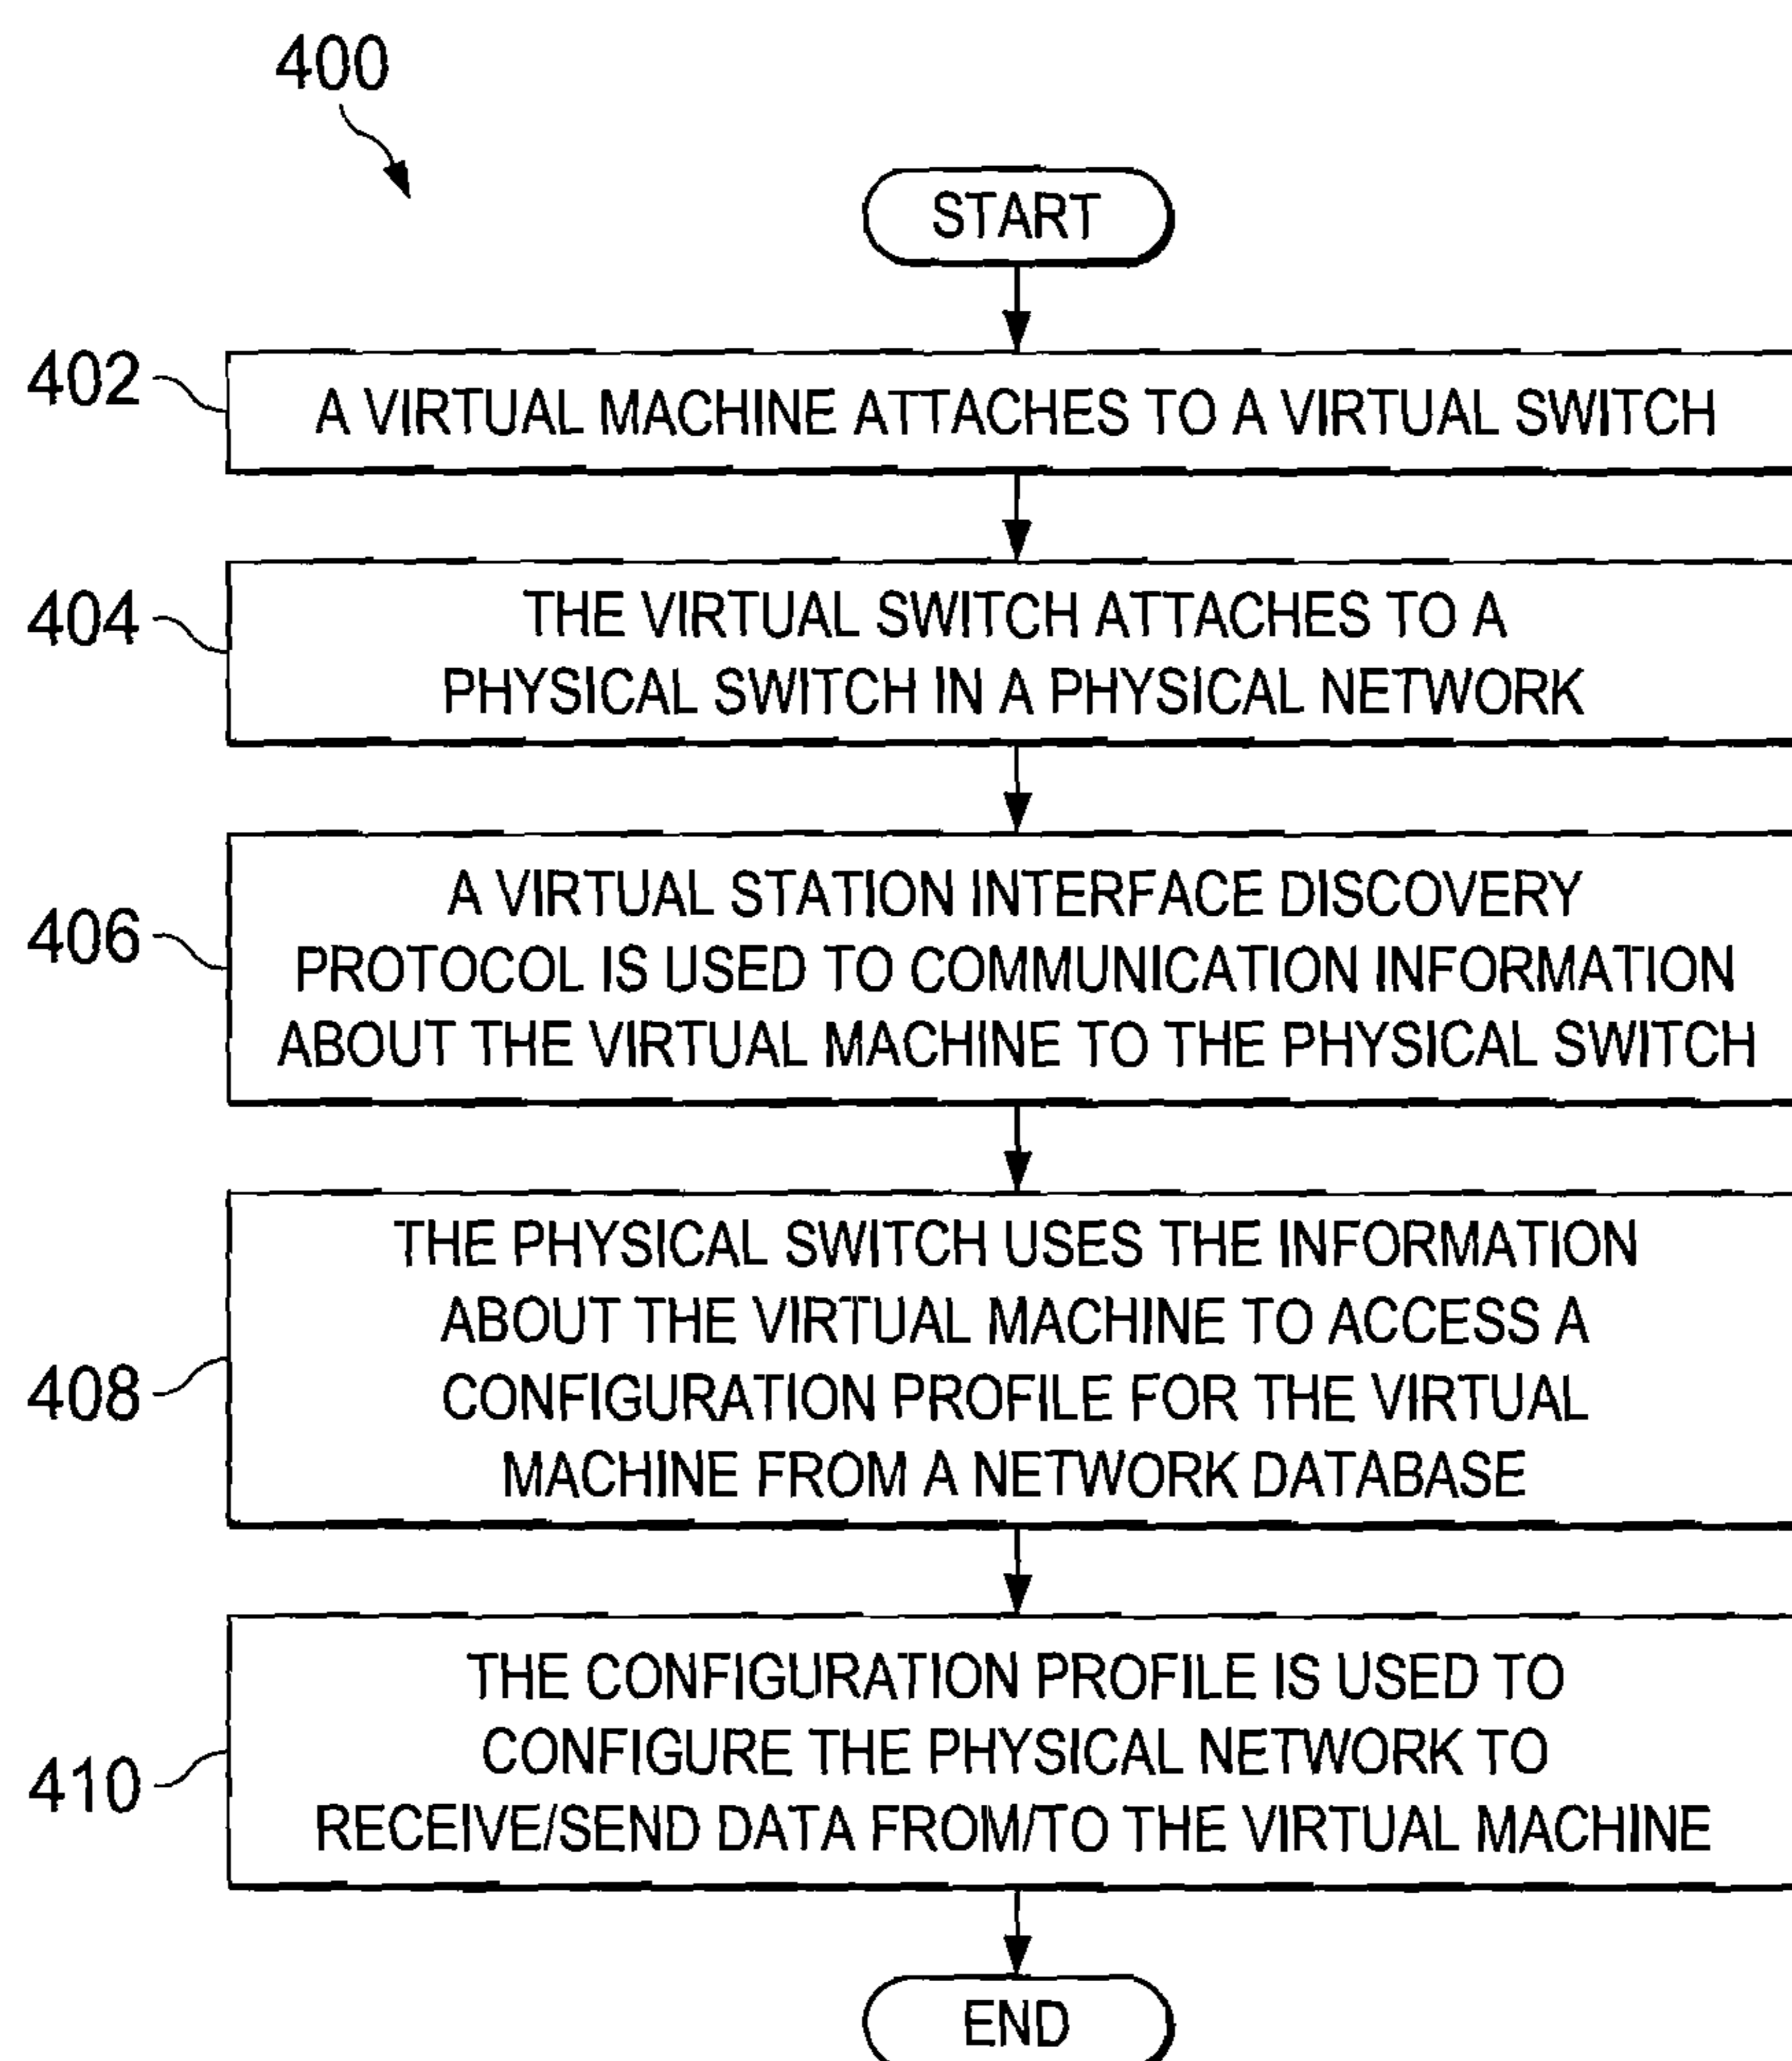 400
START
402
A VIRTUAL MACHINE ATTACHES TO A VIRTUAL SWITCH
404
THE VIRTUAL SWITCH ATTACHES TO A
PHYSICAL SWITCH IN A PHYSICAL NETWORK
406
A VIRTUAL STATION INTERFACE DISCOVERY
PROTOCOL IS USED TO COMMUNICATION INFORMATION
ABOUT THE VIRTUAL MACHINE TO THE PHYSICAL SWITCH
408
THE PHYSICAL SWITCH USES THE INFORMATION
ABOUT THE VIRTUAL MACHINE TO ACCESS A
CONFIGURATION PROFILE FOR THE VIRTUAL
MACHINE FROM A NETWORK DATABASE
410
THE CONFIGURATION PROFILE IS USED TO
CONFIGURE THE PHYSICAL NETWORK TO
RECEIVE/SEND DATA FROM/TO THE VIRTUAL MACHINE
END